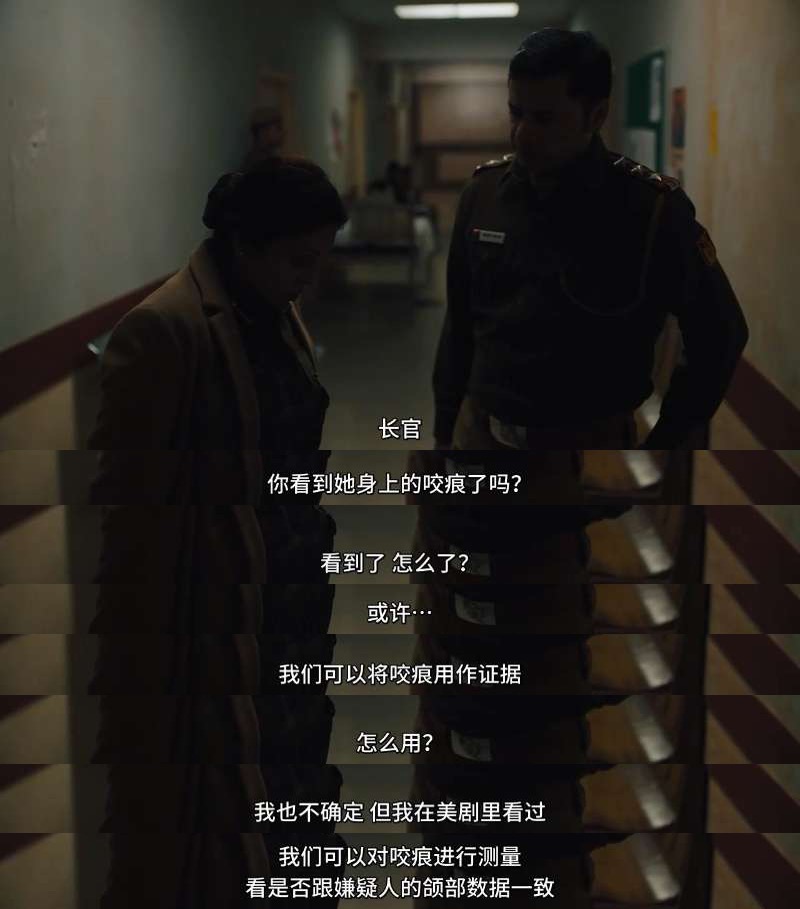 长官
你看到她身上的咬痕了吗？
看到了 怎么了？
或许…
我们可以将咬痕用作证据
怎么用？
我也不确定 但我在美剧里看过
我们可以对咬痕进行测量
看是否跟嫌疑人的颌部数据一致